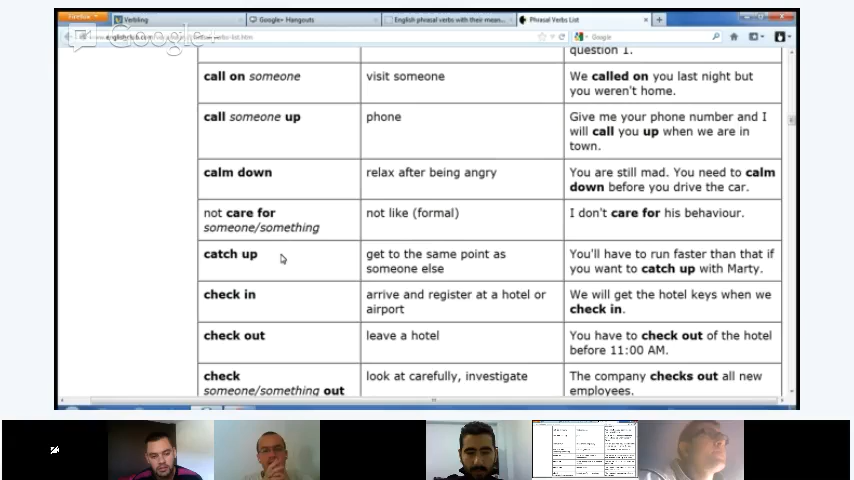 Firefox
Verbling
Google+ Hangouts
English phrasal verbs with their mean...
Phrasal Verbs List
Google+
Google
question 1.
call on someone
visit someone
We called on you last night but
you weren't home.
call someone up
phone
Give me your phone number and I
will call you up when we are in
town.
calm down
relax after being angry
You are still mad. You need to calm
down before you drive the car.
not care for
someone/something
not like (formal)
I don't care for his behaviour.
catch up
get to the same point as
someone else
You'll have to run faster than that if
you want to catch up with Marty.
check in
arrive and register at a hotel or
airport
We will get the hotel keys when we
check in.
check out
leave a hotel
You have to check out of the hotel
before 11:00 AM.
check
someone/something out
look at carefully, investigate
The company checks out all new
employees.